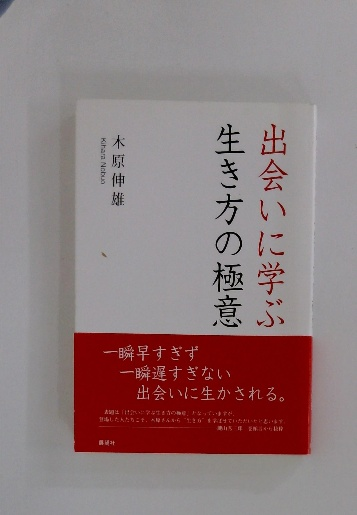 出会いに学ぶ
生き方の極意
木原伸雄
Kihara Nobuo
一瞬早すぎず
一瞬遅すぎない
出会いに生かされる。